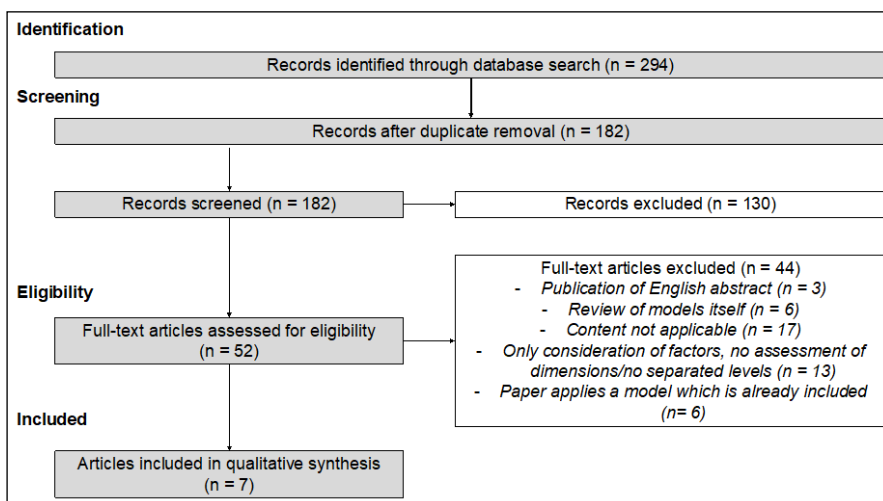 Identification
Records identified through database search (n = 294)
Screening
Records after duplicate removal (n = 182)
Records screened (n = 182)
Records excluded (n = 130)
Full-text articles excluded (n = 44)
- Publication of English abstract (n = 3)
- Review of models itself (n = 6)
- Content not applicable (n = 17)
- Only consideration of factors, no assessment of
dimensions/no separated levels (n = 13)
- Paper applies a model which is already included
(n= 6)
Eligibility
Full-text articles assessed for eligibility
(n = 52)
Included
Articles included in qualitative synthesis
(n = 7)